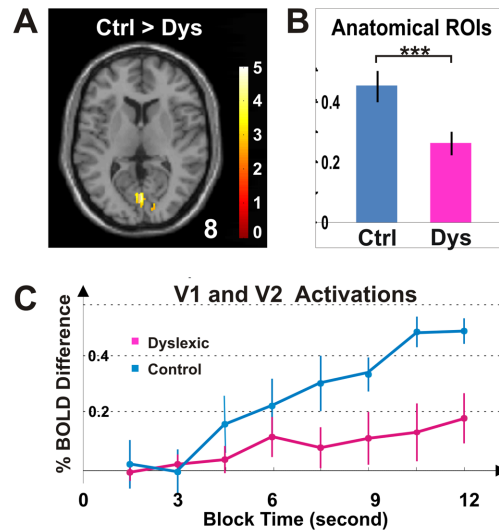 A
Ctrl > Dys
5
4
3
2
1
0
8
B
Anatomical ROIs
***
0.4
0.2
0
Ctrl Dys
C
V1 and V2 Activations
Dyslexic
Control
% BOLD Difference
0.4
0.2
0 3 6 9 12
Block Time (second)